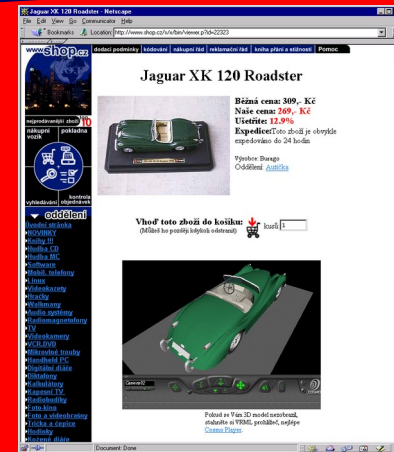 Jaguar XK 120 Roadster - Netscape
File Edit View Go Communicator Help
Bookmarks Location: http://www.shop.cz/v/x/bin/viewer.p?id=22323
www.shop.cz
dodací podmínky kódování nákupní řád reklamační řád kniha přání a stížností Pomoc
Jaguar XK 120 Roadster
Běžná cena: 309,- Kč
Naše cena: 269,- Kč
Ušetříte: 12.9%
Expedice: Toto zboží je obvykle
expedováno do 24 hodin
Výrobce: Burago
Oddělení: Autíčka
nejprodávanější zboží 10
nákupní vozík
pokladna
vyhledávání
kontrola objednávek
Vhoď toto zboží do košíku:
(Můžeš ho později kdykoli odstranit)
kusů 1
oddělení
Úvodní stránka
NOVINKY
Knihy !!!
Hudba CD
Hudba MC
Software
Mobil. telefony
Linux
Videokazety
Hračky
Walkmany
Audio systémy
Radiomagnetofony
TV
Videokamery
VCR,DVD
Mikrovlné trouby
Handheld PC
Digitální diáře
Diktafony
Kalkulátory
Kapesní TV
Radiobudíky
Foto-kino
Foto a videobrašny
Trička a čepice
Hodinky
Kožené diáře
Camera02
Pokud se Vám 3D model nezobrazil,
stáhněte si VRML prohlížeč, nejlépe
Cosmo Player.
Document: Done